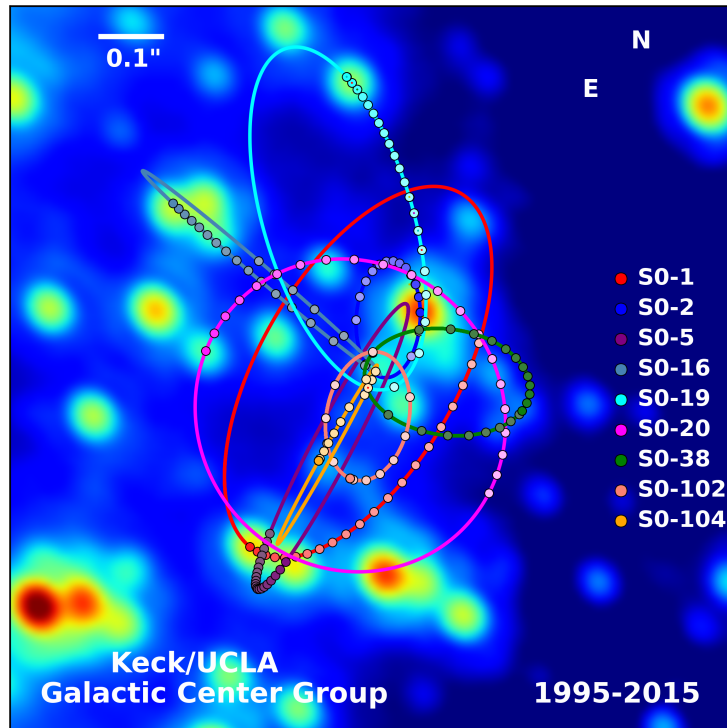 0.1"
N
E
S0-1
S0-2
S0-5
S0-16
S0-19
S0-20
S0-38
S0-102
S0-104
Keck/UCLA
Galactic Center Group
1995-2015